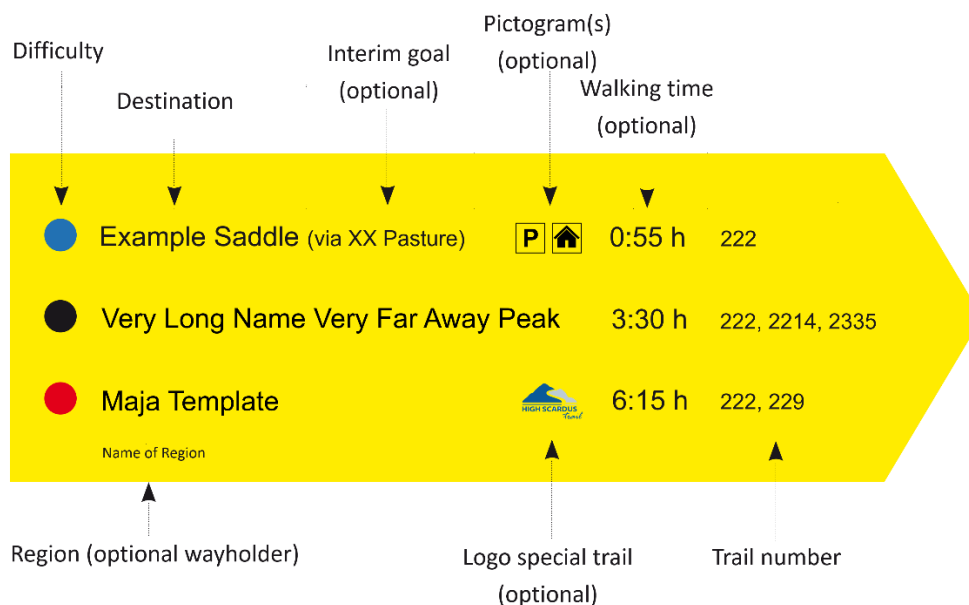 Difficulty
Destination
Interim goal
(optional)
Pictogram(s)
(optional)
Walking time
(optional)
Example Saddle (via XX Pasture) P 0:55 h 222
Very Long Name Very Far Away Peak 3:30 h 222, 2214, 2335
Maja Template HIGH SCARDUS Trail 6:15 h 222, 229
Name of Region
Region (optional wayholder)
Logo special trail
(optional)
Trail number